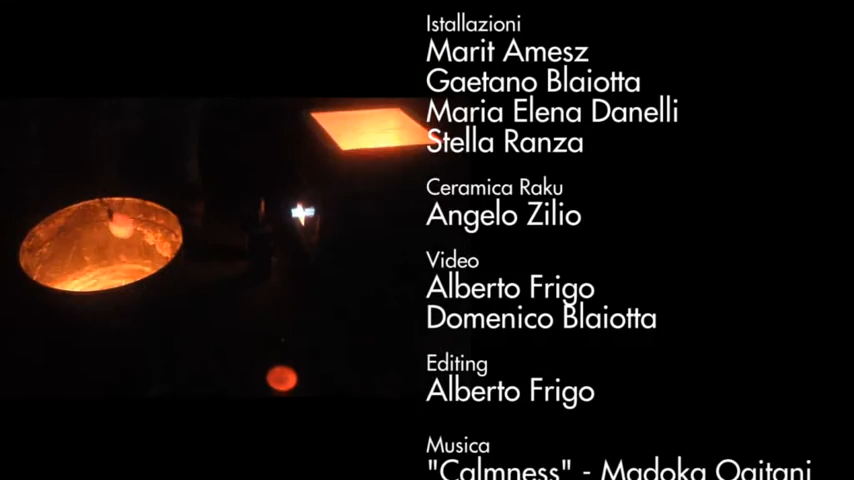 Istallazioni
Marit Amesz
Gaetano Blaiotta
Maria Elena Danelli
Stella Ranza
Ceramica Raku
Angelo Zilio
Video
Alberto Frigo
Domenico Blaiotta
Editing
Alberto Frigo
Musica
"Calmness" - Madoka Ogitani